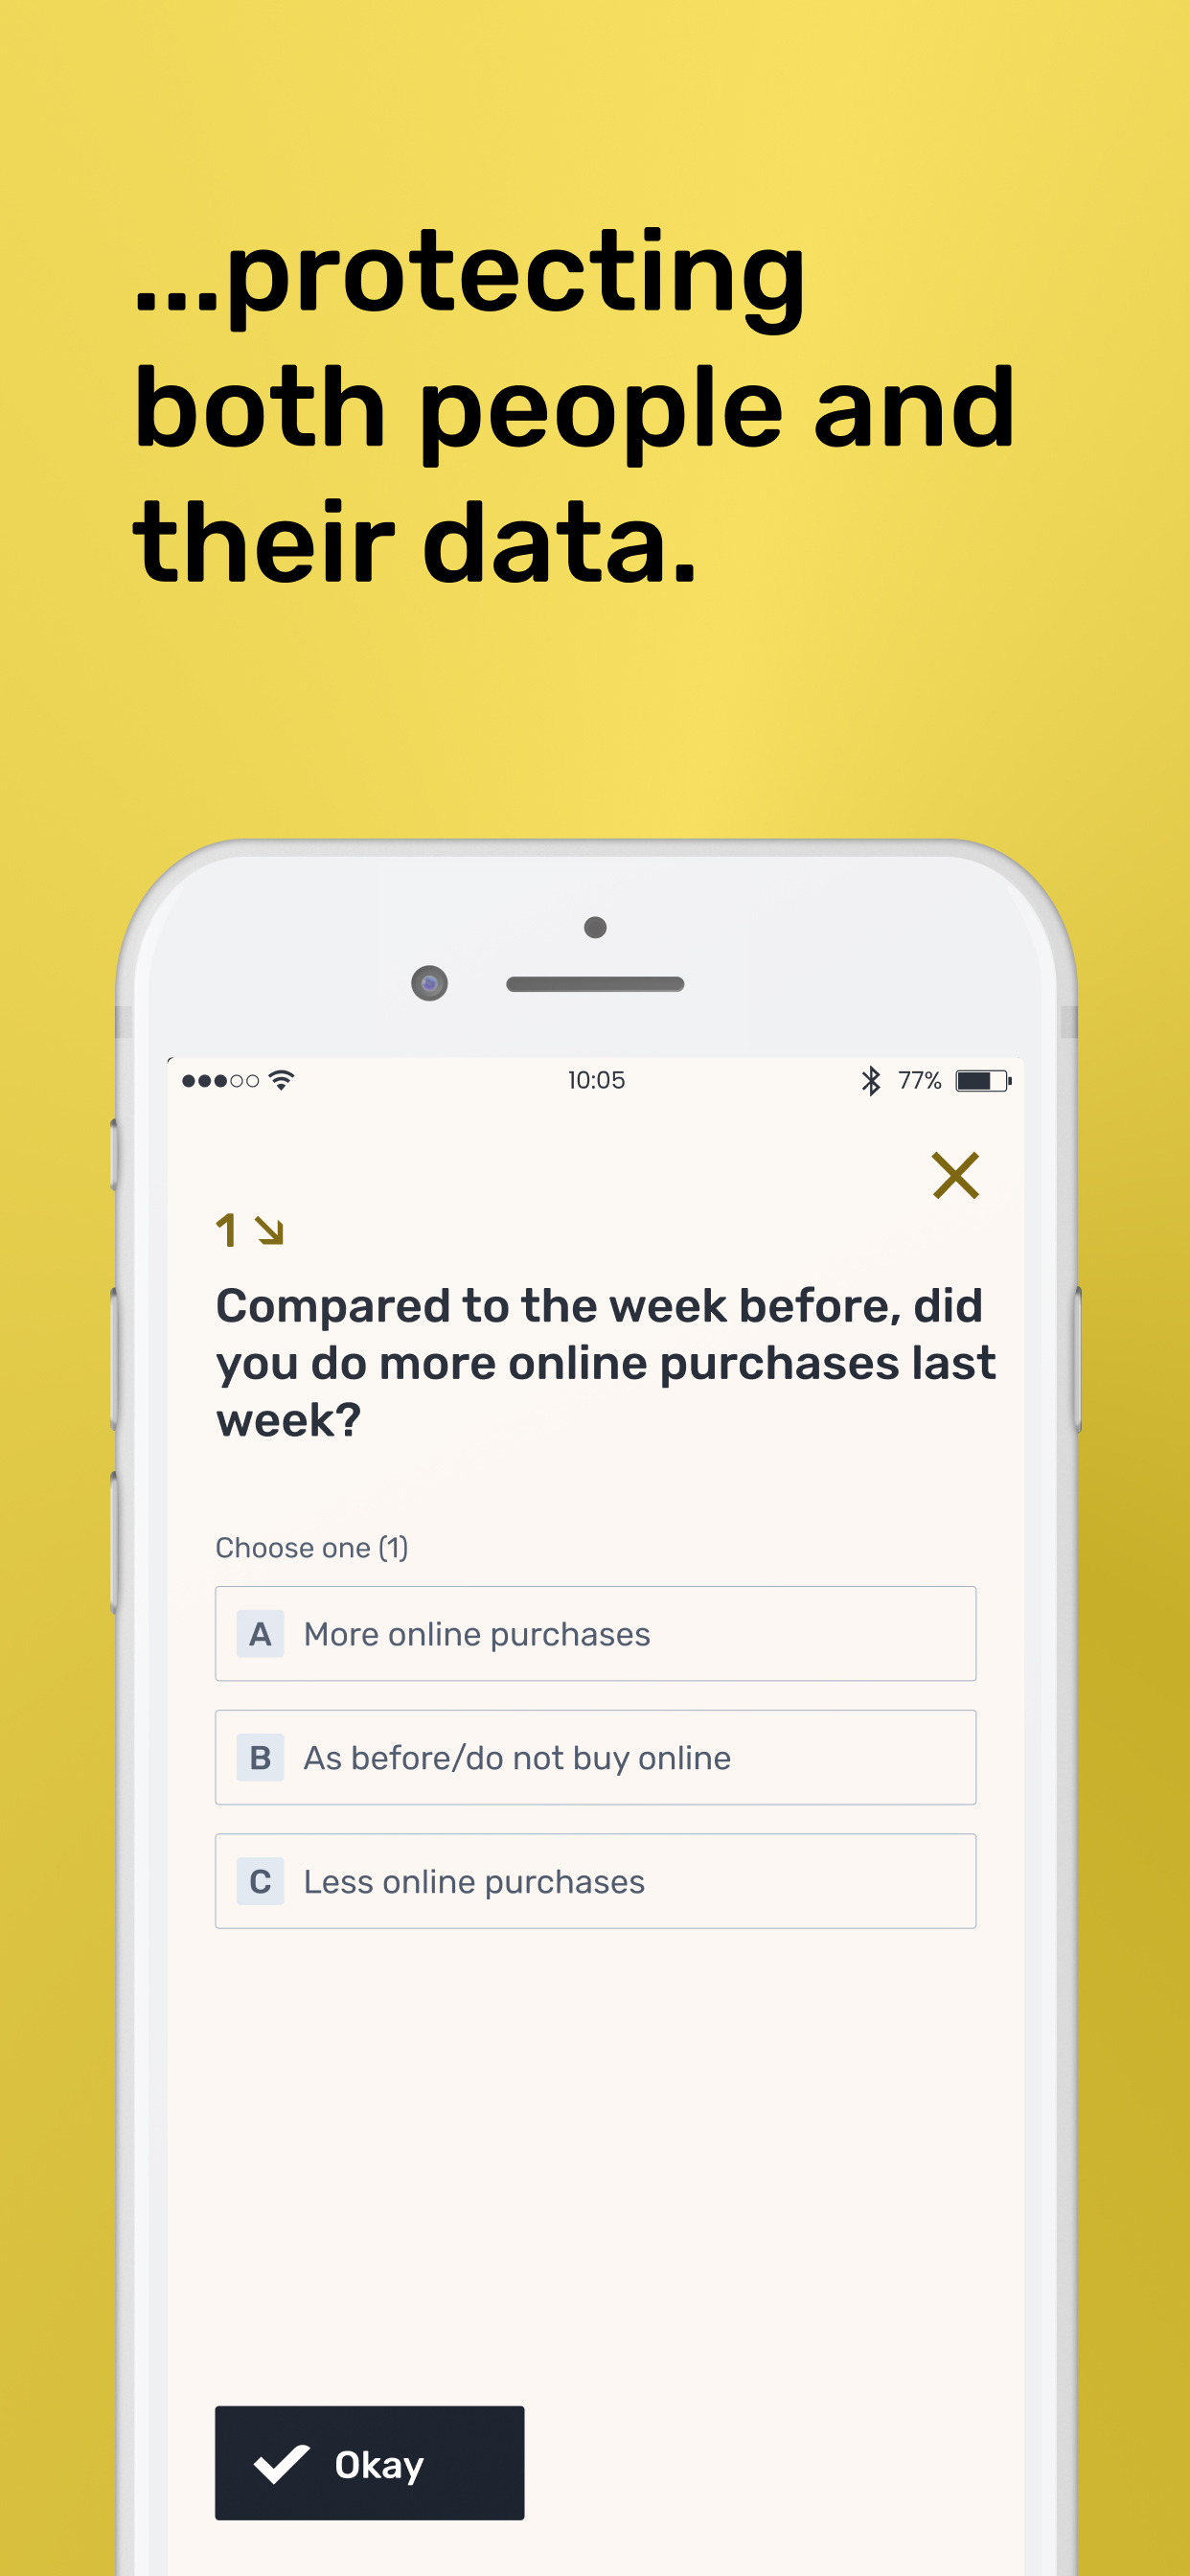 ...protecting
both people and
their data.
10:05
77%
1
Compared to the week before, did
you do more online purchases last
week?
Choose one (1)
A More online purchases
B As before/do not buy online
C Less online purchases
Okay